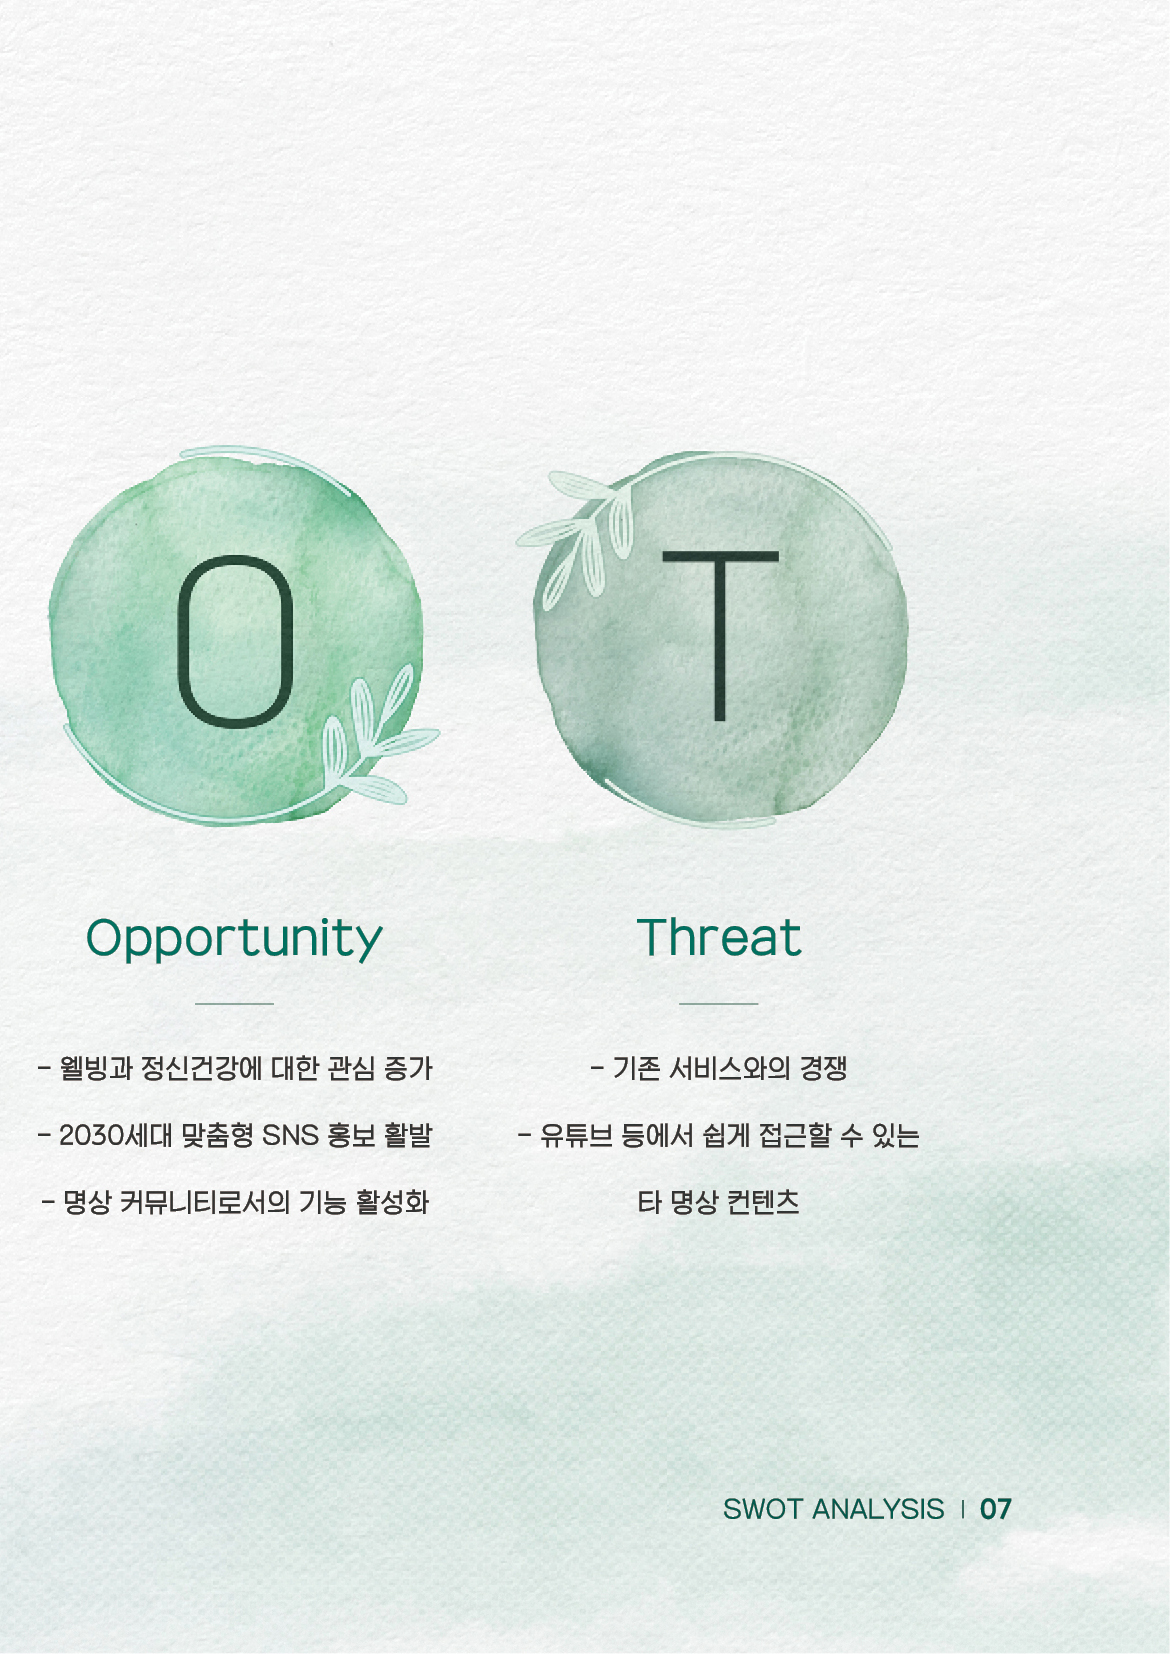 O
T
Opportunity
Threat
- 웰빙과 정신건강에 대한 관심 증가
- 2030세대 맞춤형 SNS 홍보 활발
- 명상 커뮤니티로서의 기능 활성화
- 기존 서비스와의 경쟁
- 유튜브 등에서 쉽게 접근할 수 있는
타 명상 컨텐츠
SWOT ANALYSIS | 07